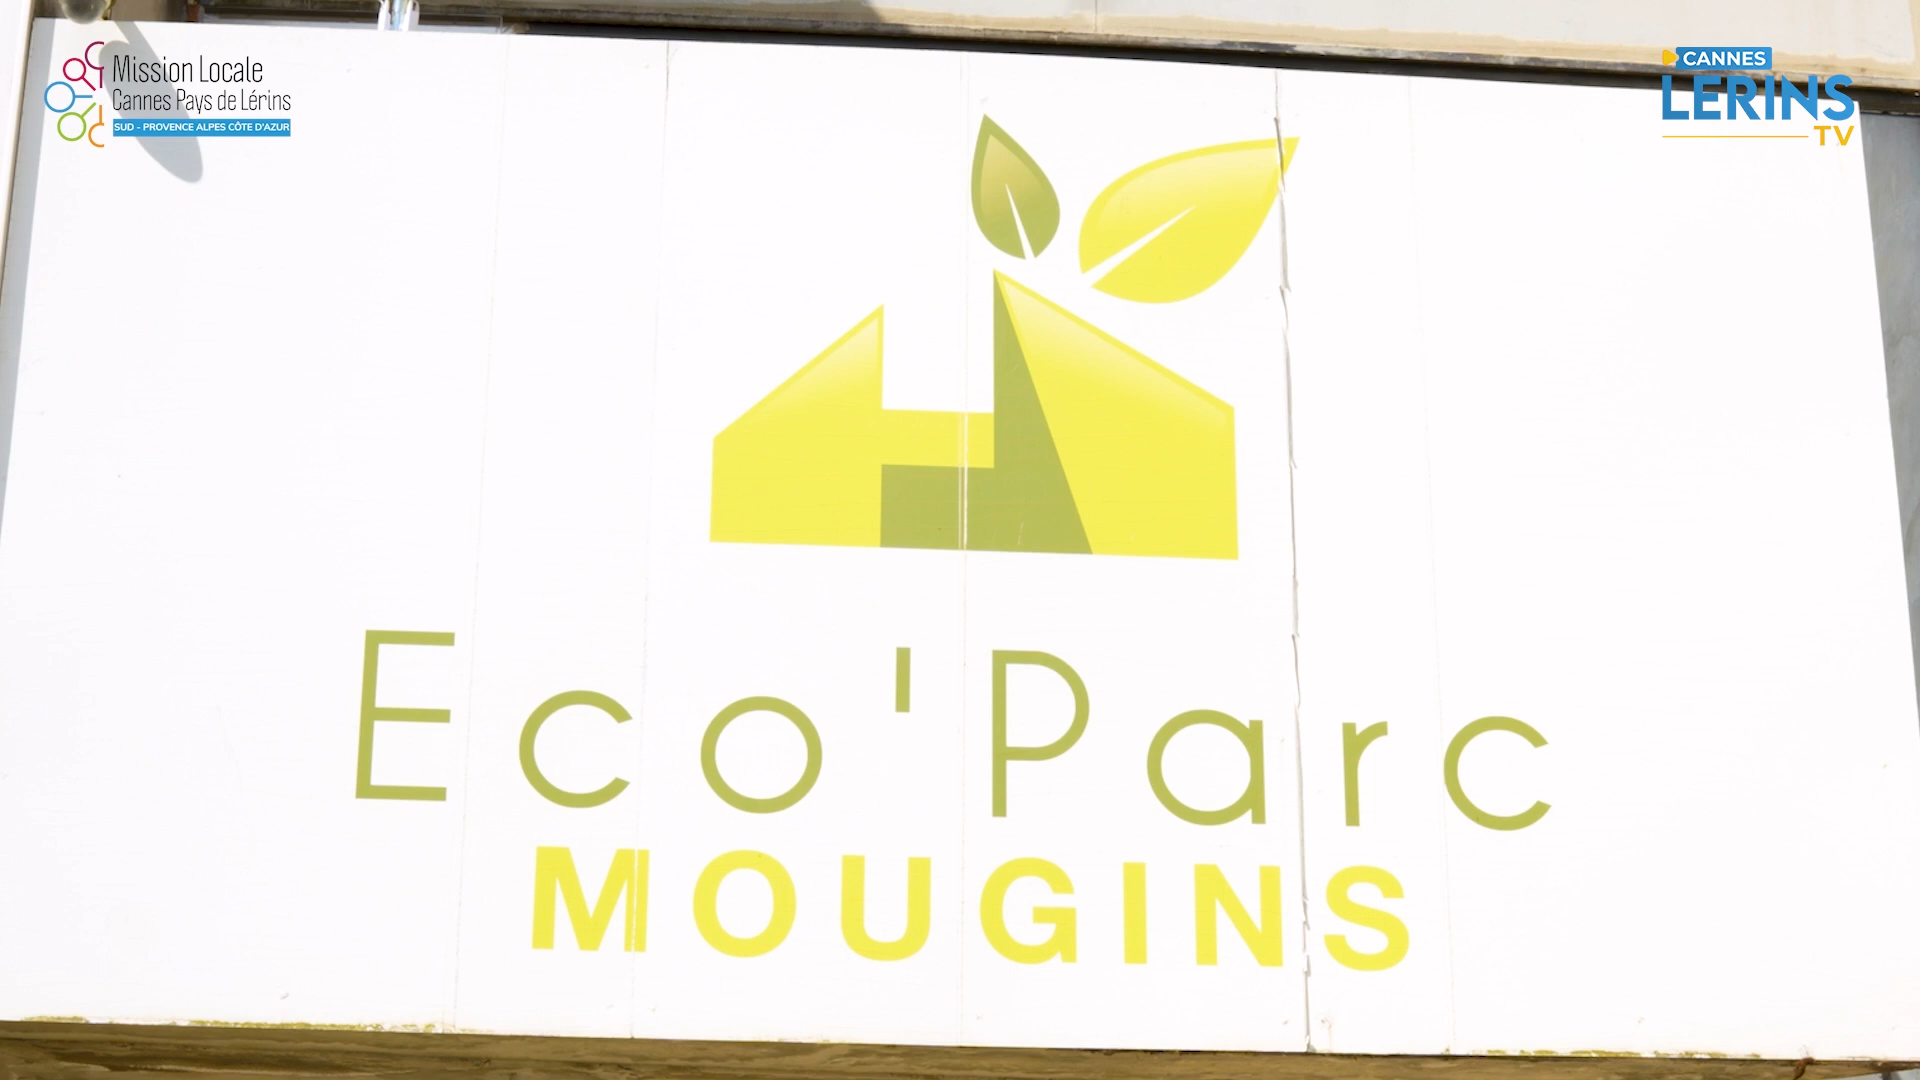 Mission Locale
Cannes Pays de Lérins
SUD - PROVENCE ALPES CÔTE D'AZUR
CANNES
LERINS
TV
Eco'Parc
MOUGINS